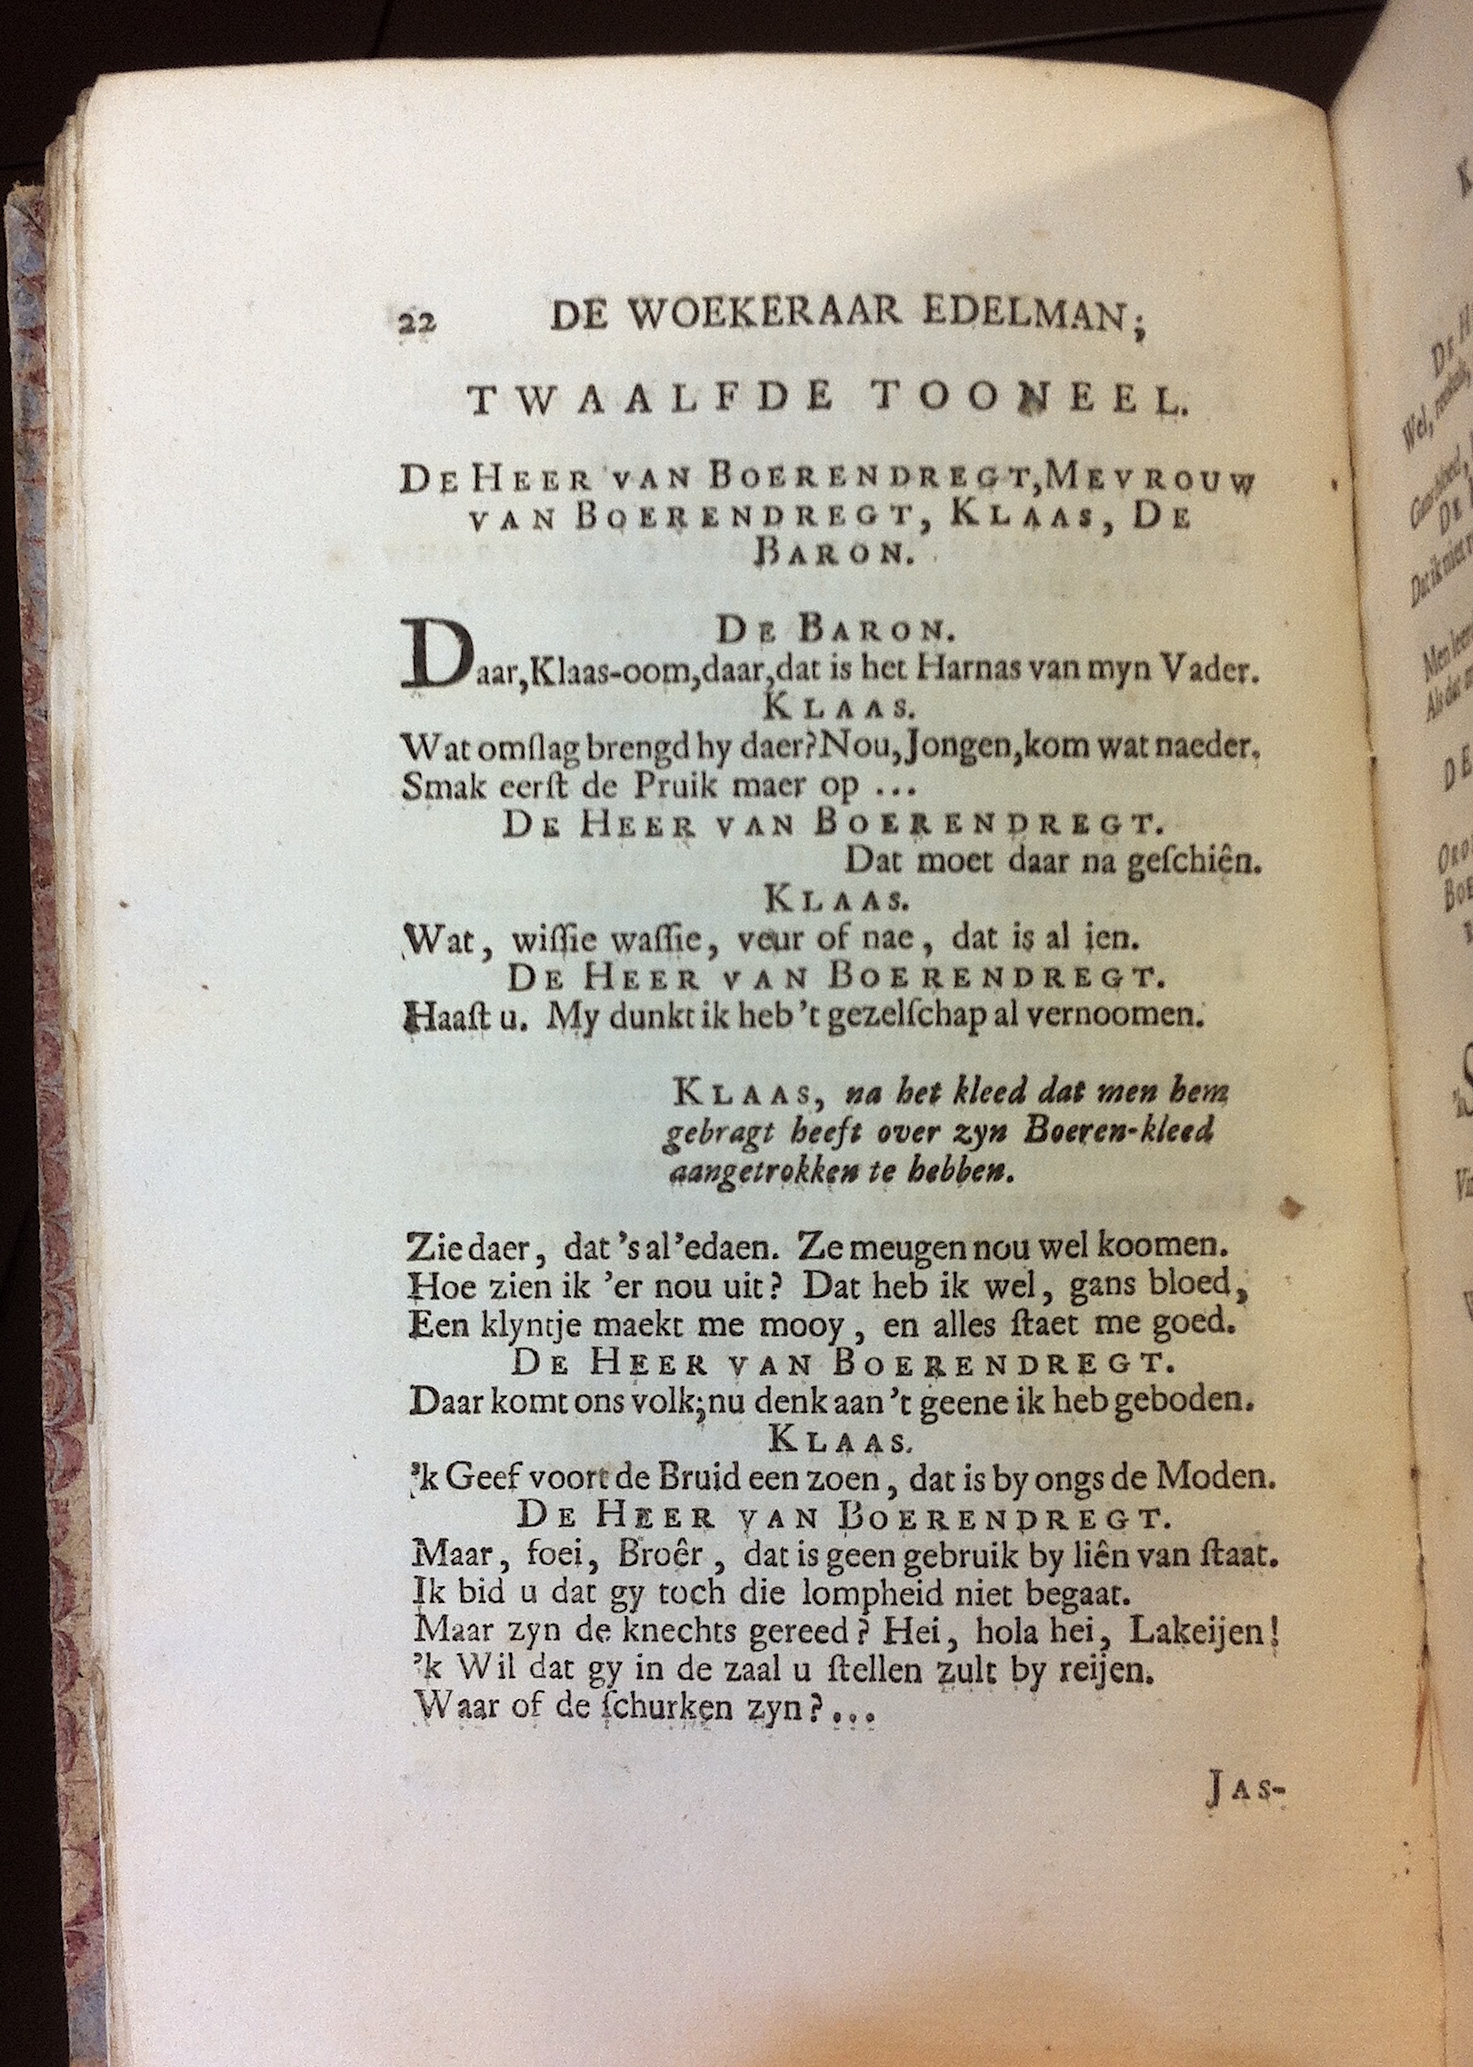 22 DE WOEKERAAR EDELMAN;
TWAALFDE TOONEEL.
DE HEER VAN BOERENDREGT, MEVROUW
VAN BOERENDREGT, KLAAS, DE
BARON.
DE BARON.
Daar, Klaas-oom, daar, dat is het Harnas van myn Vader.
KLAAS.
Wat omſlag brengd hy daer? Nou, Jongen, kom wat naeder.
Smak eerſt de Pruik maer op ...
DE HEER VAN BOERENDREGT.
Dat moet daar na geſchiên.
KLAAS.
Wat, wiſſie waſſie, veur of nae, dat is al ien.
DE HEER VAN BOERENDREGT.
Haaſt u. My dunkt ik heb 't gezelſchap al vernoomen.
KLAAS, na het kleed dat men hem
gebragt heeft over zyn Boeren-kleed
aangetrokken te hebben.
Zie daer, dat 's al 'edaen. Ze meugen nou wel koomen.
Hoe zien ik 'er nou uit? Dat heb ik wel, gans bloed,
Een klyntje maekt me mooy, en alles ſtaet me goed.
DE HEER VAN BOERENDREGT.
Daar komt ons volk; nu denk aan 't geene ik heb geboden.
KLAAS.
'k Geef voort de Bruid een zoen, dat is by ongs de Moden.
DE HEER VAN BOERENDREGT.
Maar, foei, Broêr, dat is geen gebruik by liên van ſtaat.
Ik bid u dat gy toch die lompheid niet begaat.
Maar zyn de knechts gereed? Hei, hola hei, Lakeijen!
'k Wil dat gy in de zaal u ſtellen zult by reijen.
Waar of de ſchurken zyn?...
JAS-